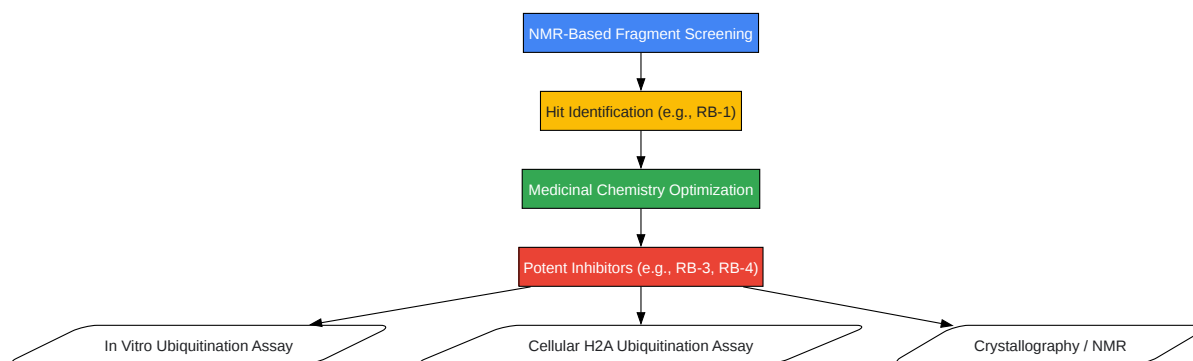 NMR-Based Fragment Screening
Hit Identification (e.g., RB-1)
Medicinal Chemistry Optimization
Potent Inhibitors (e.g., RB-3, RB-4)
In Vitro Ubiquitination Assay
Cellular H2A Ubiquitination Assay
Crystallography / NMR